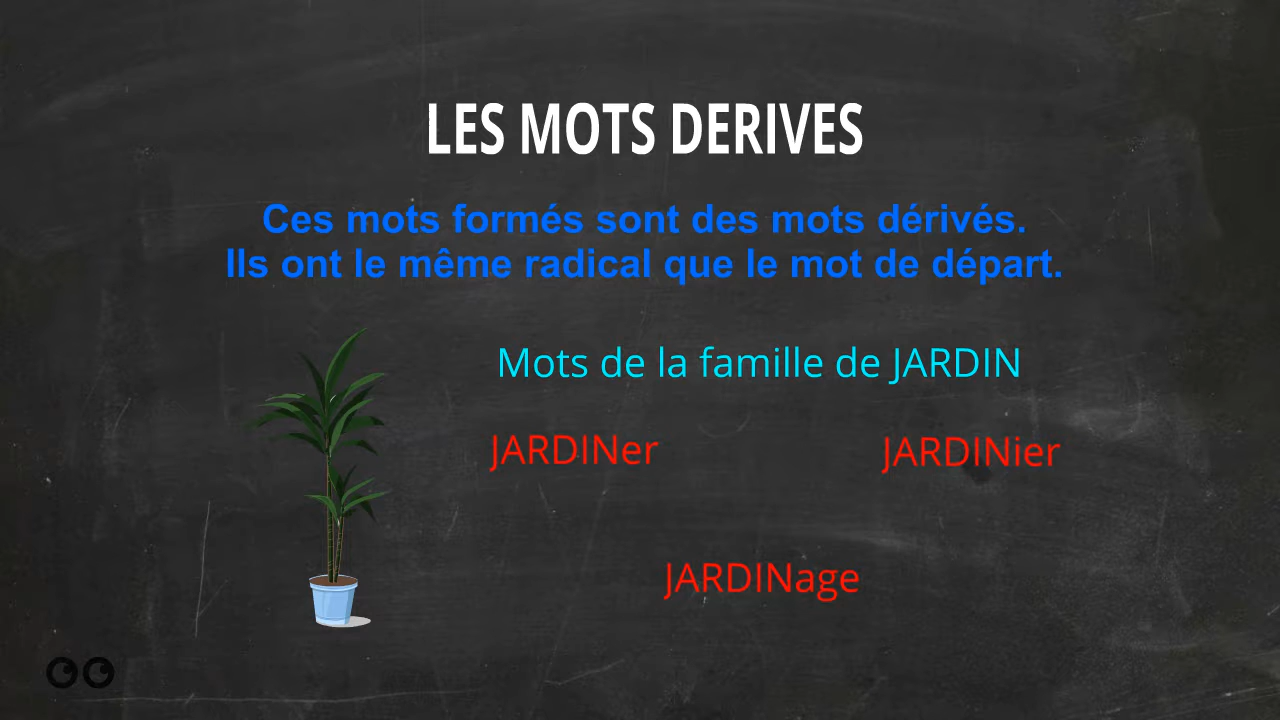 LES MOTS DERIVES
Ces mots formés sont des mots dérivés.
Ils ont le même radical que le mot de départ.
Mots de la famille de JARDIN
JARDINer
JARDINier
JARDINage